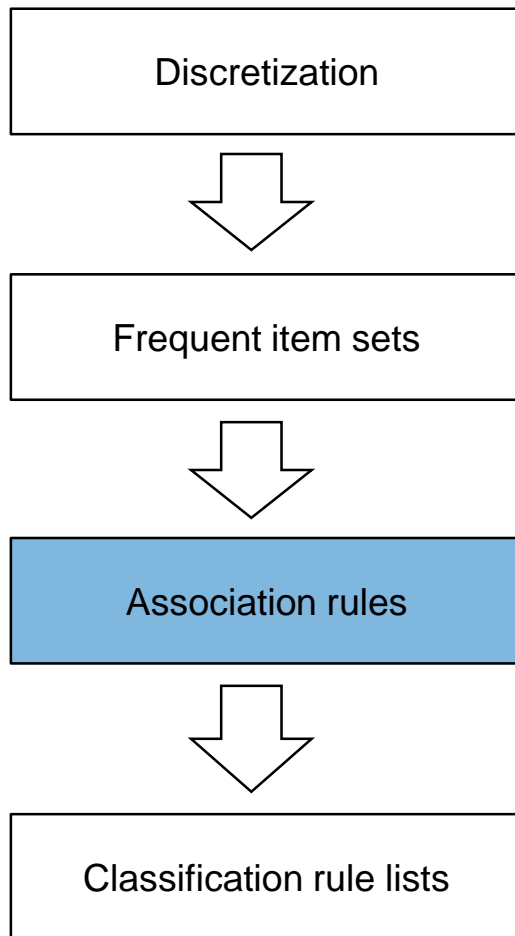 Discretization
Frequent item sets
Association rules
Classification rule lists